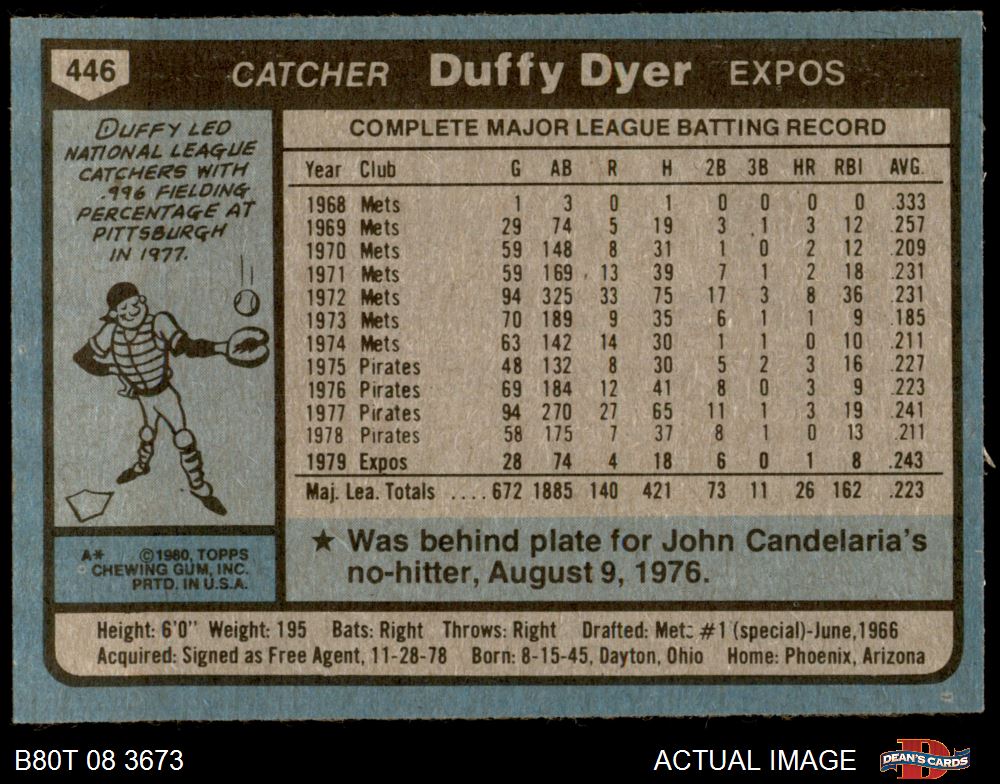 446 CATCHER Duffy Dyer EXPOS
DUFFY LED
NATIONAL LEAGUE
CATCHERS WITH
.996 FIELDING
PERCENTAGE AT
PITTSBURGH
IN 1977.
A* ©1980, TOPPS
CHEWING GUM, INC.
PRTD. IN U.S.A.
COMPLETE MAJOR LEAGUE BATTING RECORD
Year Club G AB R H 2B 3B HR RBI AVG.
1968 Mets 1 3 0 1 0 0 0 0 .333
1969 Mets 29 74 5 19 3 1 3 12 .257
1970 Mets 59 148 8 31 1 0 2 12 .209
1971 Mets 59 169 13 39 7 1 2 18 .231
1972 Mets 94 325 33 75 17 3 8 36 .231
1973 Mets 70 189 9 35 6 1 1 9 .185
1974 Mets 63 142 14 30 1 1 0 10 .211
1975 Pirates 48 132 8 30 5 2 3 16 .227
1976 Pirates 69 184 12 41 8 0 3 9 .223
1977 Pirates 94 270 27 65 11 1 3 19 .241
1978 Pirates 58 175 7 37 8 1 0 13 .211
1979 Expos 28 74 4 18 6 0 1 8 .243
Maj. Lea. Totals ....672 1885 140 421 73 11 26 162 .223
★ Was behind plate for John Candelaria's
no-hitter, August 9, 1976.
Height: 6'0" Weight: 195 Bats: Right Throws: Right Drafted: Mets #1 (special)-June,1966
Acquired: Signed as Free Agent, 11-28-78 Born: 8-15-45, Dayton, Ohio Home: Phoenix, Arizona
B80T 08 3673 ACTUAL IMAGE DEAN'S CARDS